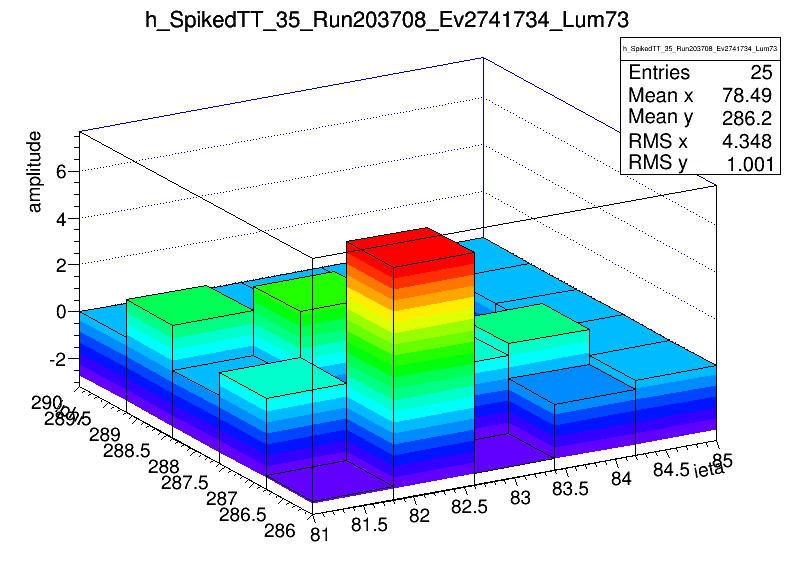 h_SpikedTT_35_Run203708_Ev2741734_Lum73
h_SpikedTT_35_Run203708_Ev2741734_Lum73
Entries 25
Mean x 78.49
Mean y 286.2
RMS x 4.348
RMS y 1.001
amplitude
6
4
2
0
-2
290
289.5
289
288.5
288
287.5
287
286.5
286
81
81.5
82
82.5
83
83.5
84
84.5
85
ieta